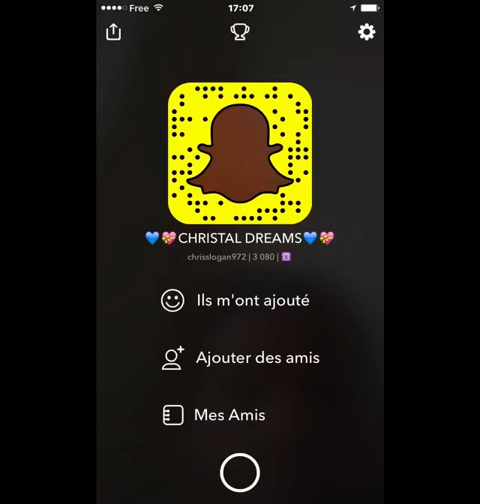 Free 17:07
💙💝CHRISTAL DREAMS💙💝
chrisslogan972 | 3 080 |
Ils m'ont ajouté
Ajouter des amis
Mes Amis